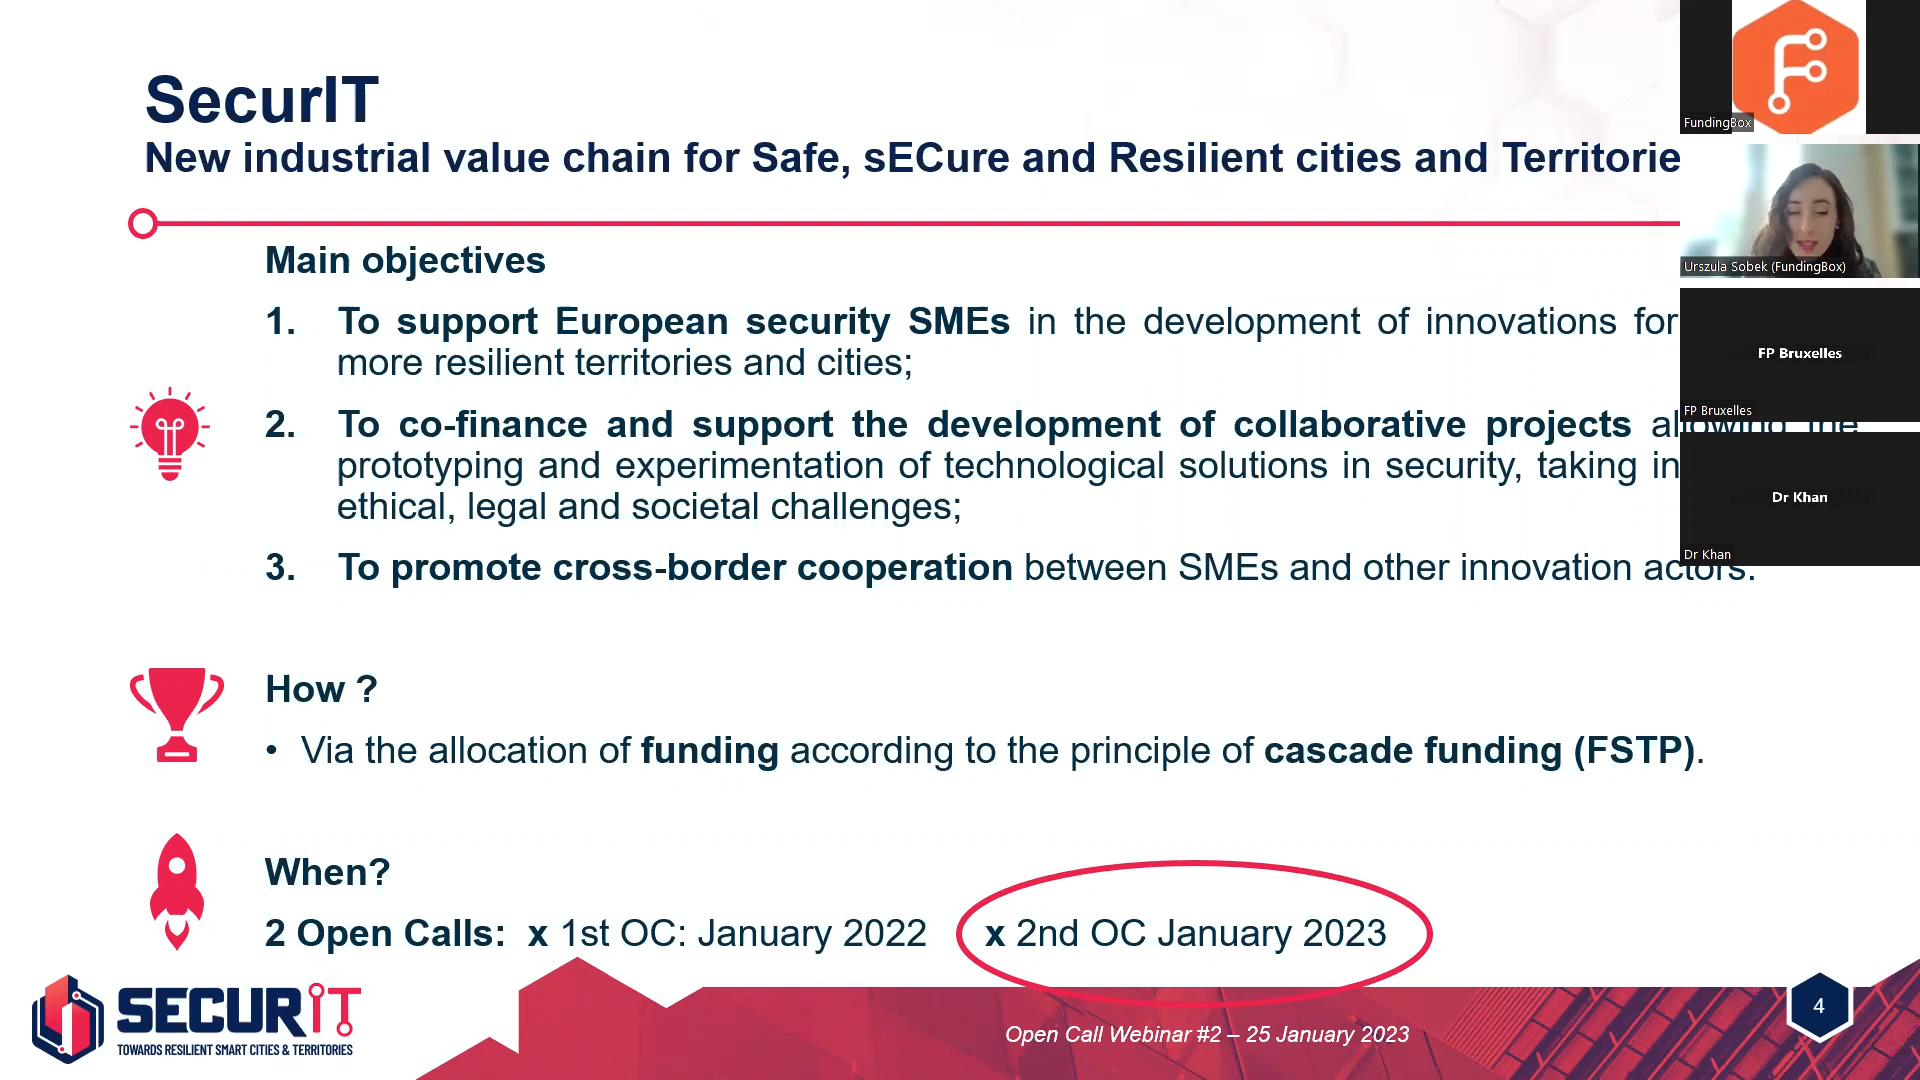 SecurIT
New industrial value chain for Safe, sECure and Resilient cities and Territorie
Main objectives
1. To support European security SMEs in the development of innovations for
more resilient territories and cities;
2. To co-finance and support the development of collaborative projects allowing the
prototyping and experimentation of technological solutions in security, taking in
ethical, legal and societal challenges;
3. To promote cross-border cooperation between SMEs and other innovation actors.
How ?
• Via the allocation of funding according to the principle of cascade funding (FSTP).
When?
2 Open Calls: x 1st OC: January 2022 x 2nd OC January 2023
SECURIT
TOWARDS RESILIENT SMART CITIES & TERRITORIES
Open Call Webinar #2 – 25 January 2023
4
FundingBox
Urszula Sobek (FundingBox)
FP Bruxelles
FP Bruxelles
Dr Khan
Dr Khan